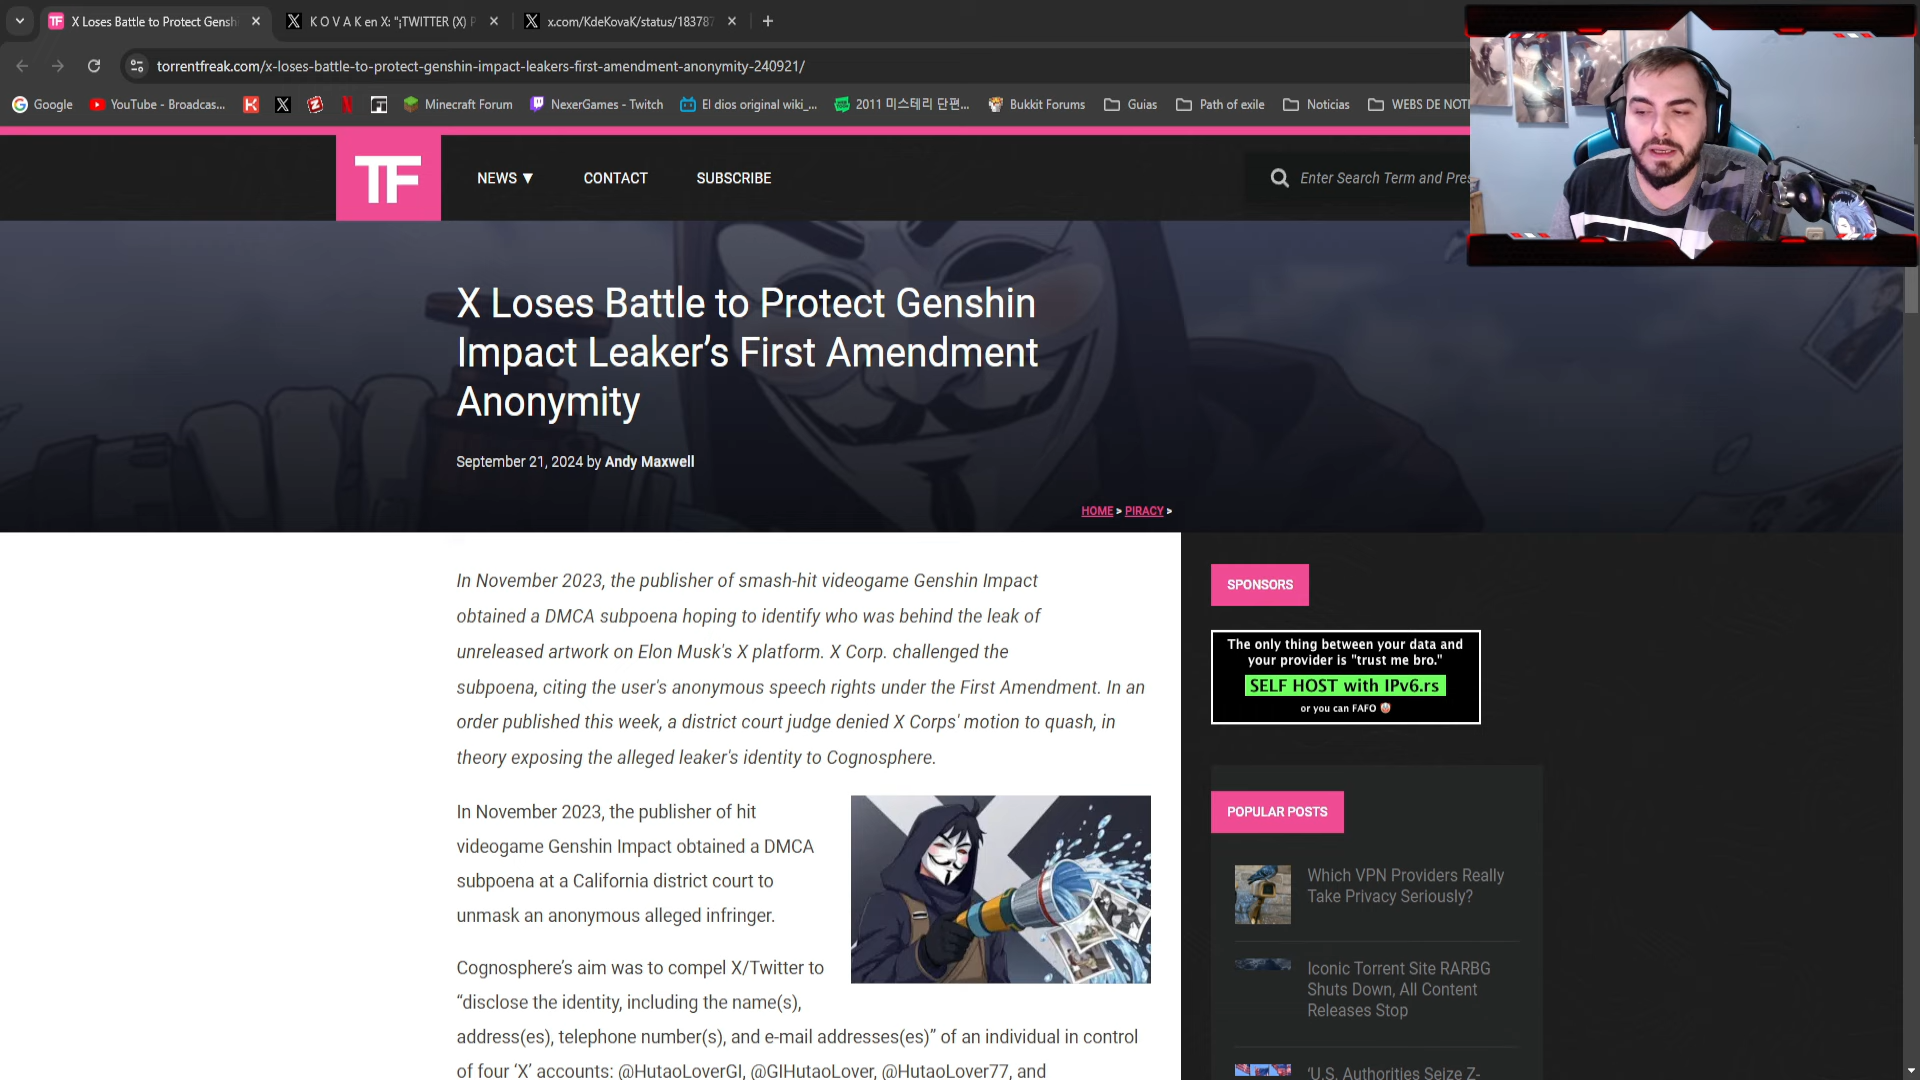 X Loses Battle to Protect Gensh
K O V A K en X: "¡TWITTER (X) P
x.com/KdeKovaK/status/18378
torrentfreak.com/x-loses-battle-to-protect-genshin-impact-leakers-first-amendment-anonymity-240921/
Google
YouTube - Broadcas...
Minecraft Forum
NexerGames - Twitch
El dios original wiki_...
2011 미스테리 단편...
Bukkit Forums
Guias
Path of exile
Noticias
WEBS DE NOTI
TF
NEWS ▼
CONTACT
SUBSCRIBE
Enter Search Term and Pres
X Loses Battle to Protect Genshin
Impact Leaker’s First Amendment
Anonymity
September 21, 2024 by Andy Maxwell
HOME > PIRACY >
In November 2023, the publisher of smash-hit videogame Genshin Impact
obtained a DMCA subpoena hoping to identify who was behind the leak of
unreleased artwork on Elon Musk's X platform. X Corp. challenged the
subpoena, citing the user's anonymous speech rights under the First Amendment. In an
order published this week, a district court judge denied X Corps' motion to quash, in
theory exposing the alleged leaker's identity to Cognosphere.
In November 2023, the publisher of hit
videogame Genshin Impact obtained a DMCA
subpoena at a California district court to
unmask an anonymous alleged infringer.
Cognosphere’s aim was to compel X/Twitter to
“disclose the identity, including the name(s),
address(es), telephone number(s), and e-mail addresses(es)” of an individual in control
of four ‘X’ accounts: @HutaoLoverGI, @GIHutaoLover, @HutaoLover77, and
SPONSORS
The only thing between your data and
your provider is "trust me bro."
SELF HOST with IPv6.rs
or you can FAFO
POPULAR POSTS
Which VPN Providers Really
Take Privacy Seriously?
Iconic Torrent Site RARBG
Shuts Down, All Content
Releases Stop
‘U.S. Authorities Seize Z-